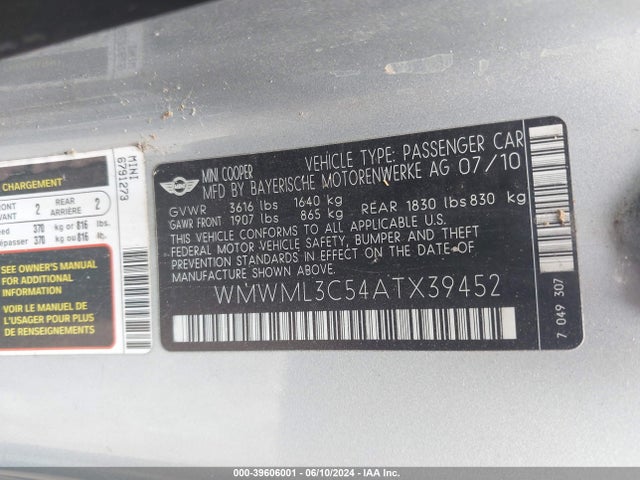 MINI
6791273
CHARGEMENT
FRONT 2 REAR 2
AVANT ARRIÈRE
370 kg or 816 lbs.
dépasser 370 kg ou 816 lb.
SEE OWNER'S MANUAL
FOR ADDITIONAL
INFORMATION
VOIR LE MANUEL DE
L'USAGER POUR PLUS
DE RENSEIGNEMENTS
MINI
MINI COOPER VEHICLE TYPE: PASSENGER CAR
MFD BY BAYERISCHE MOTORENWERKE AG 07/10
GVWR 3616 lbs 1640 kg
GAWR FRONT 1907 lbs 865 kg REAR 1830 lbs 830 kg
THIS VEHICLE CONFORMS TO ALL APPLICABLE
FEDERAL MOTOR VEHICLE SAFETY, BUMPER AND THEFT
PREVENTION STANDARDS IN EFFECT ON THE DATE OF
MANUFACTURE SHOWN ABOVE.
WMWML3C54ATX39452
7 049 307
000-39606001 - 06/10/2024 - IAA Inc.